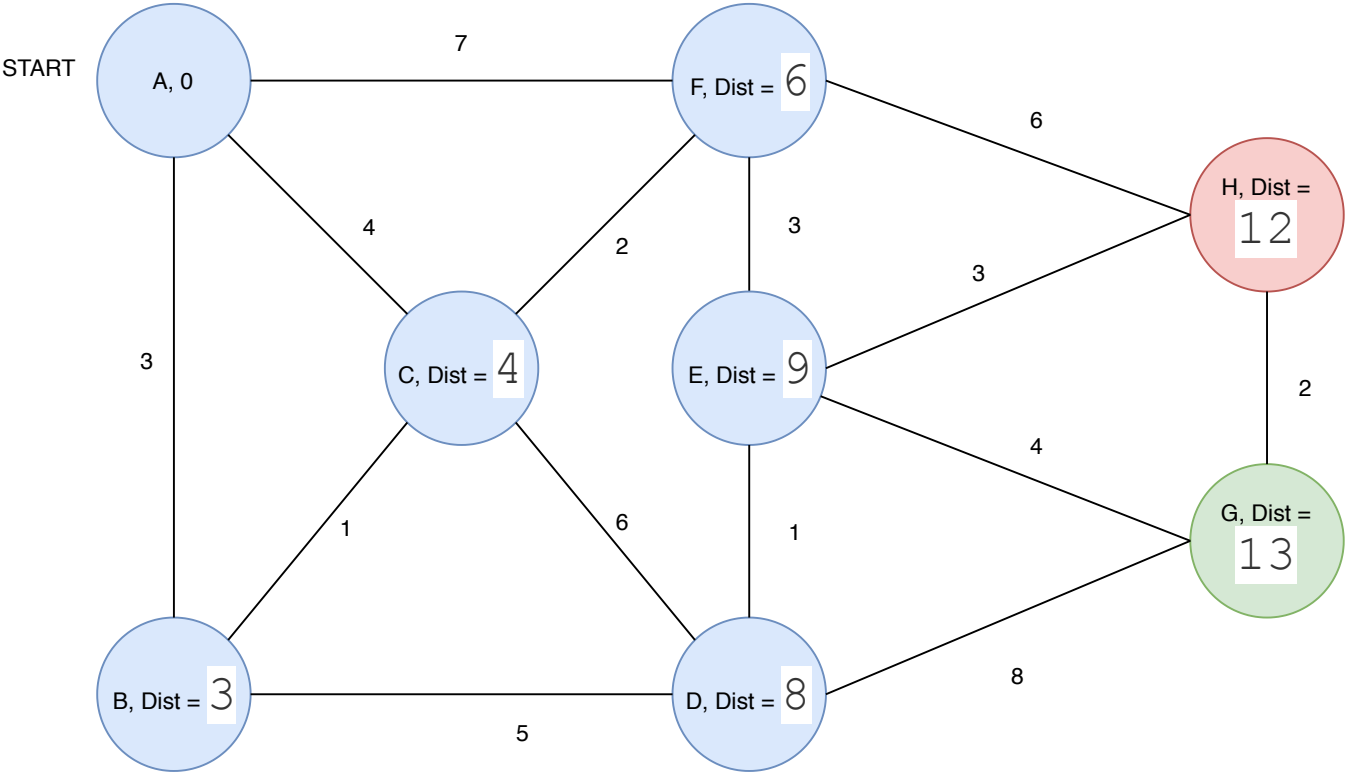 START
A, 0
7
F, Dist = 6
6
H, Dist =
12
4
2
3
3
3
C, Dist = 4
E, Dist = 9
2
4
1
6
1
G, Dist =
13
B, Dist = 3
5
D, Dist = 8
8